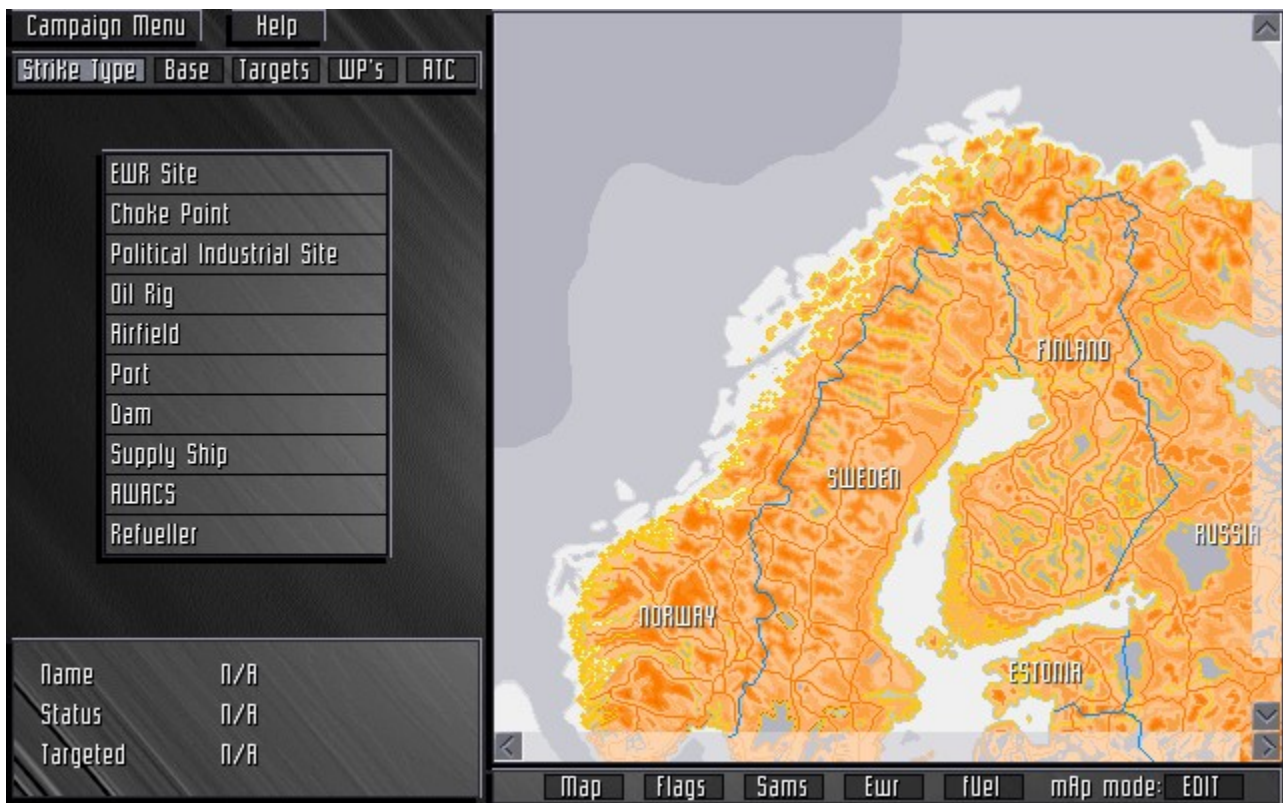 Campaign Menu Help
Strike Type Base Targets WP's ATC
EWR Site
Choke Point
Political Industrial Site
Oil Rig
Airfield
Port
Dam
Supply Ship
AWACS
Refueller
Name N/A
Status N/A
Targeted N/A
FINLAND
SWEDEN
RUSSIA
NORWAY
ESTONIA
Map Flags Sams Ewr fUel mAp mode: EDIT